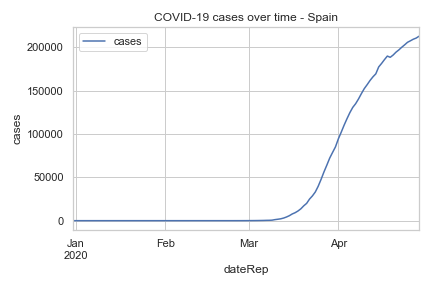 COVID-19 cases over time - Spain
cases
200000
150000
100000
50000
0
cases
Jan
2020
Feb
Mar
Apr
dateRep